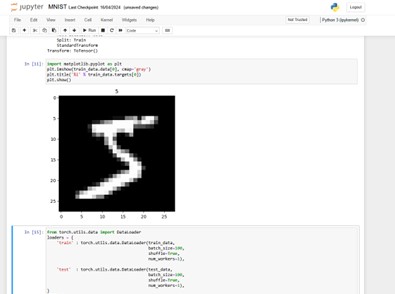 jupyter MNIST Last Checkpoint: 16/04/2024 (unsaved changes)
Logout
File Edit View Insert Cell Kernel Widgets Help
Not Trusted
Python 3 (ipykernel)
Run
Code
Split: Train
StandardTransform
Transform: ToTensor()
In [11]: import matplotlib.pyplot as plt
plt.imshow(train_data.data[0], cmap='gray')
plt.title('%i' % train_data.targets[0])
plt.show()
5
0
5
10
15
20
25
0 5 10 15 20 25
In [15]: from torch.utils.data import DataLoader
loaders = {
'train' : torch.utils.data.DataLoader(train_data,
batch_size=100,
shuffle=True,
num_workers=1),
'test' : torch.utils.data.DataLoader(test_data,
batch_size=100,
shuffle=True,
num_workers=1),
}